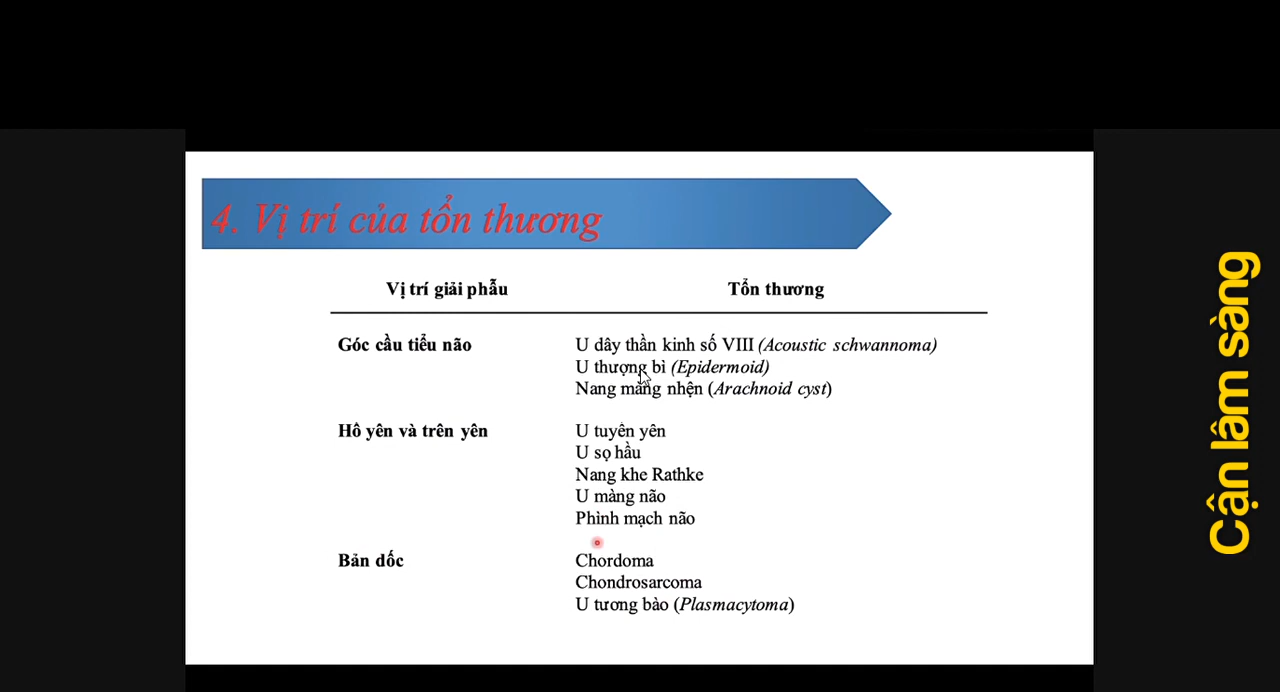 4. Vị trí của tổn thương
Vị trí giải phẫu
Tổn thương
Góc cầu tiểu não
U dây thần kinh số VIII (Acoustic schwannoma)
U thượng bì (Epidermoid)
Nang màng nhện (Arachnoid cyst)
Hố yên và trên yên
U tuyên yên
U sọ hầu
Nang khe Rathke
U màng não
Phình mạch não
Bản dốc
Chordoma
Chondrosarcoma
U tương bào (Plasmacytoma)
Cận lâm sàng